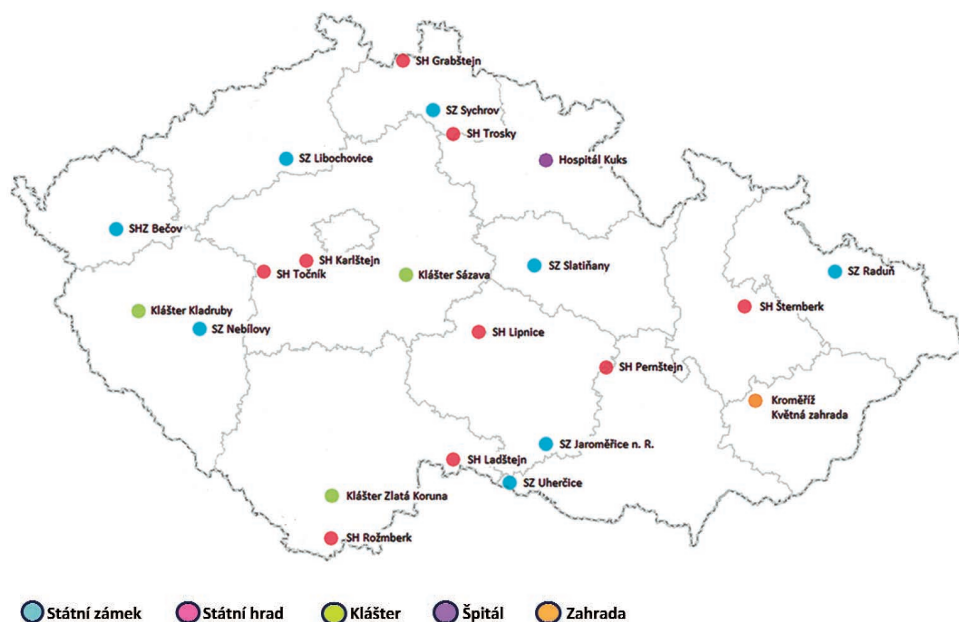 SH Grabštejn
SZ Sychrov
SH Trosky
SZ Libochovice
Hospitál Kuks
SHZ Bečov
SH Karlštejn
SH Točník
Klášter Sázava
SZ Slatiňany
SZ Raduň
Klášter Kladruby
SZ Nebílovy
SH Šternberk
SH Lipnice
SH Pernštejn
Kroměříž
Květná zahrada
SZ Jaroměřice n. R.
SH Ladštejn
SZ Uherčice
Klášter Zlatá Koruna
SH Rožmberk
Státní zámek Státní hrad Klášter Špitál Zahrada